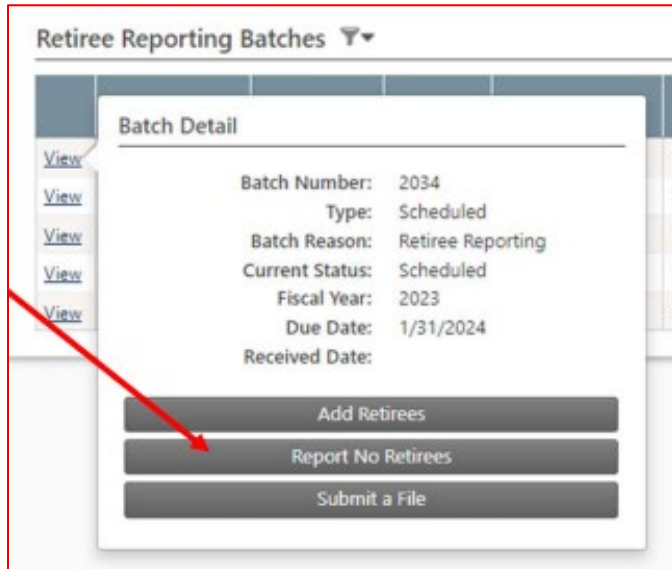 Retiree Reporting Batches
Batch Detail
View
Batch Number: 2034
View
Type: Scheduled
View
Batch Reason: Retiree Reporting
View
Current Status: Scheduled
View
Fiscal Year: 2023
Due Date: 1/31/2024
Received Date:
Add Retirees
Report No Retirees
Submit a File